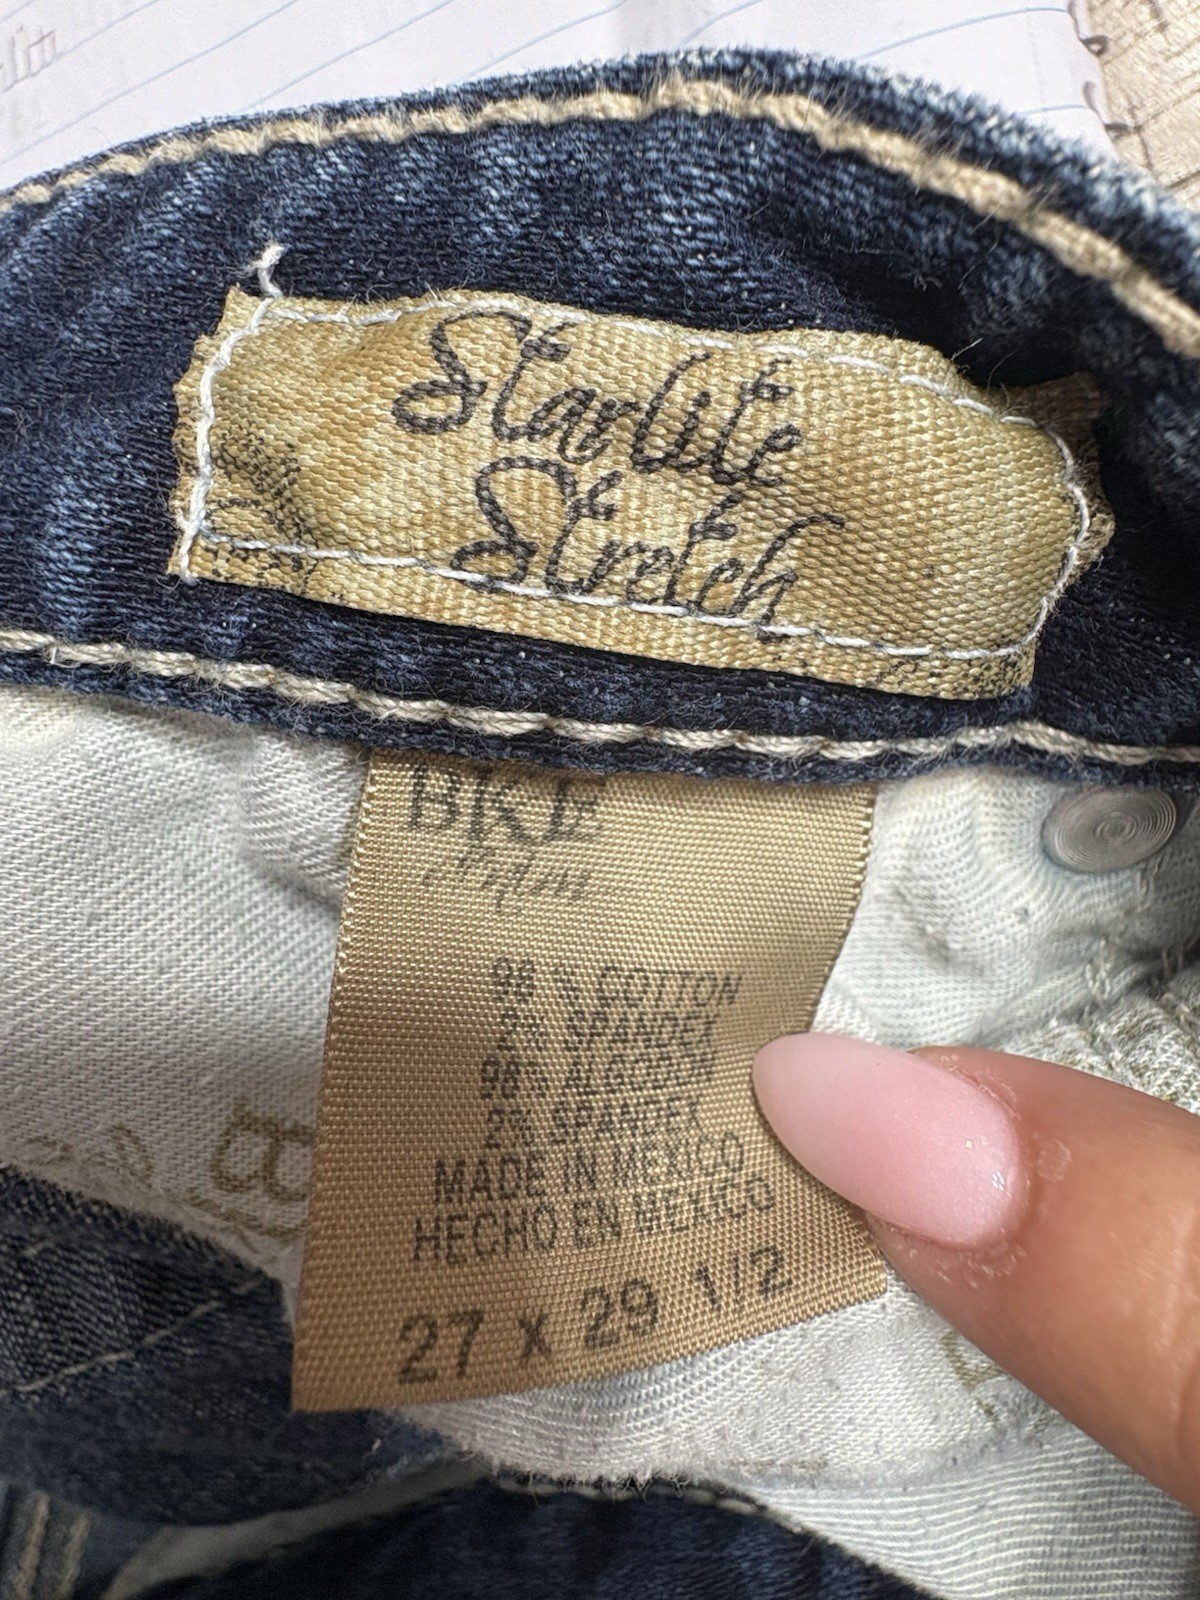 Starlite
Stretch
BKE
98% COTTON
2% SPANDEX
98% ALGODON
2% SPANDEX
MADE IN MEXICO
HECHO EN MEXICO
27 x 29 1/2